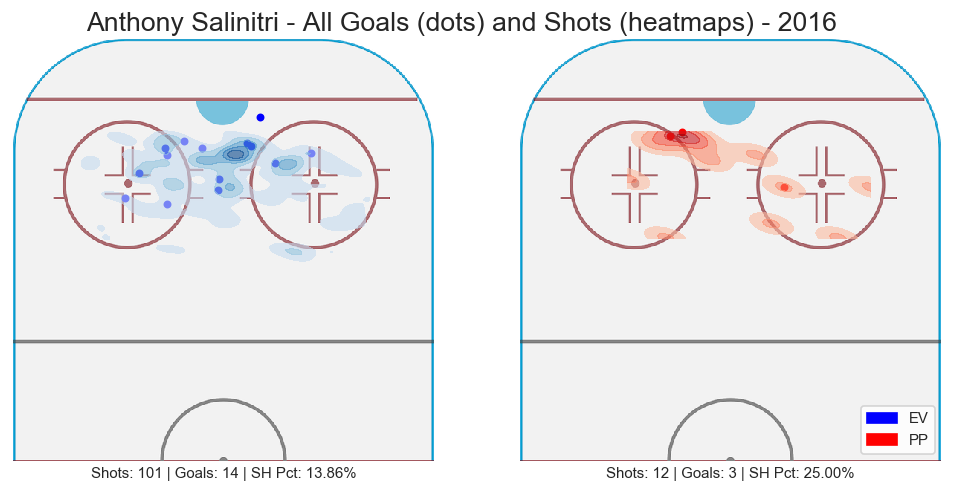 Anthony Salinitri - All Goals (dots) and Shots (heatmaps) - 2016
EV
PP
Shots: 101 | Goals: 14 | SH Pct: 13.86%
Shots: 12 | Goals: 3 | SH Pct: 25.00%